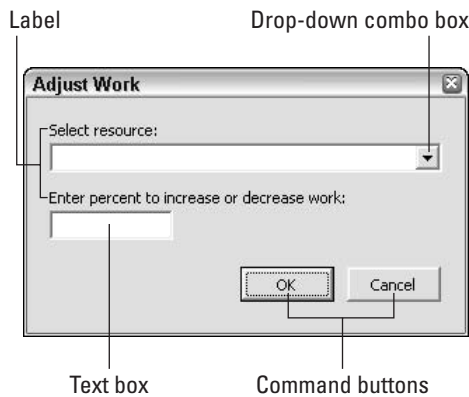 Label
Drop-down combo box
Adjust Work
Select resource:
Enter percent to increase or decrease work:
OK
Cancel
Text box
Command buttons